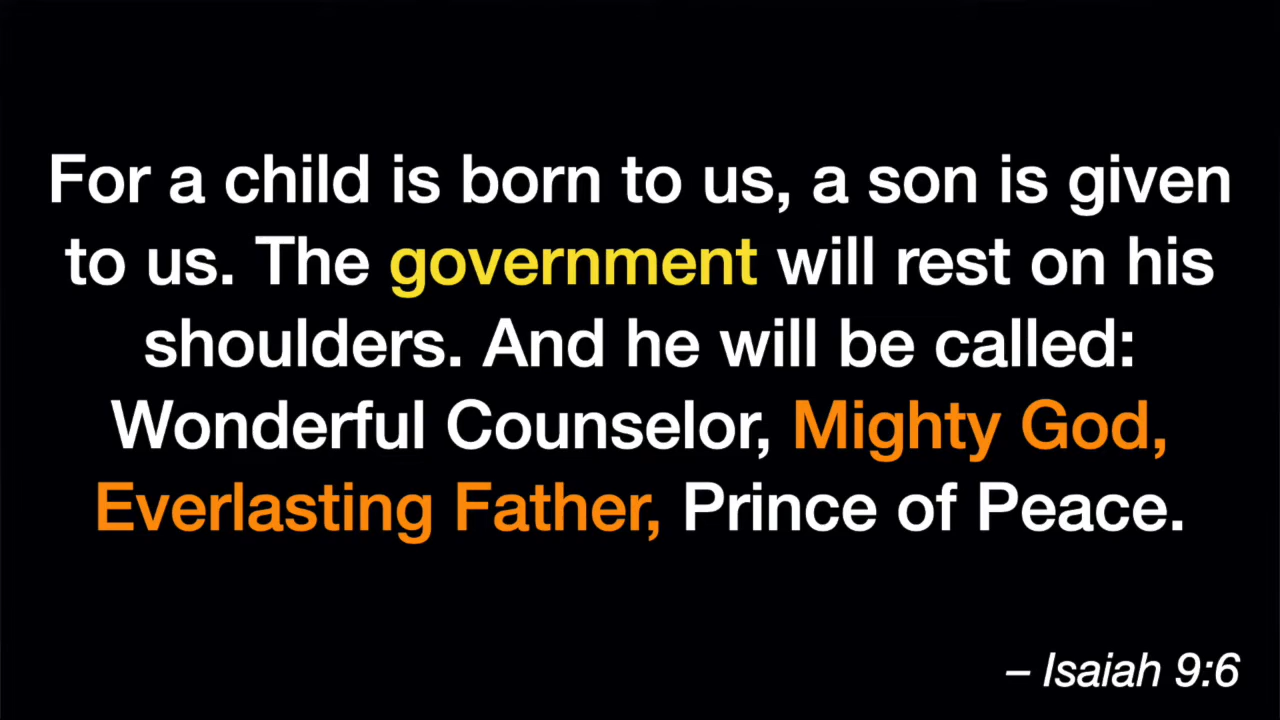 For a child is born to us, a son is given
to us. The government will rest on his
shoulders. And he will be called:
Wonderful Counselor, Mighty God,
Everlasting Father, Prince of Peace.
– Isaiah 9:6